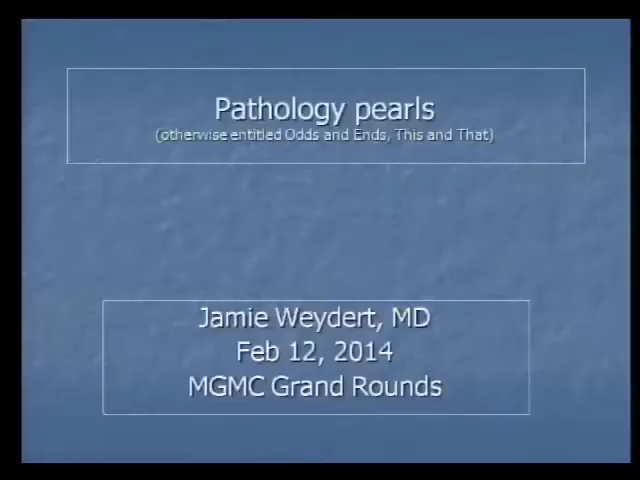 Pathology pearls
(otherwise entitled Odds and Ends, This and That)
Jamie Weydert, MD
Feb 12, 2014
MGMC Grand Rounds